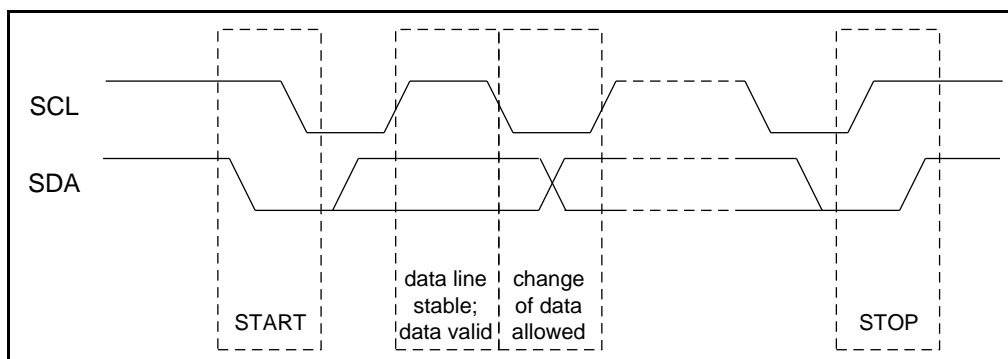 SCL
SDA
START
data line
stable;
data valid
change
of data
allowed
STOP